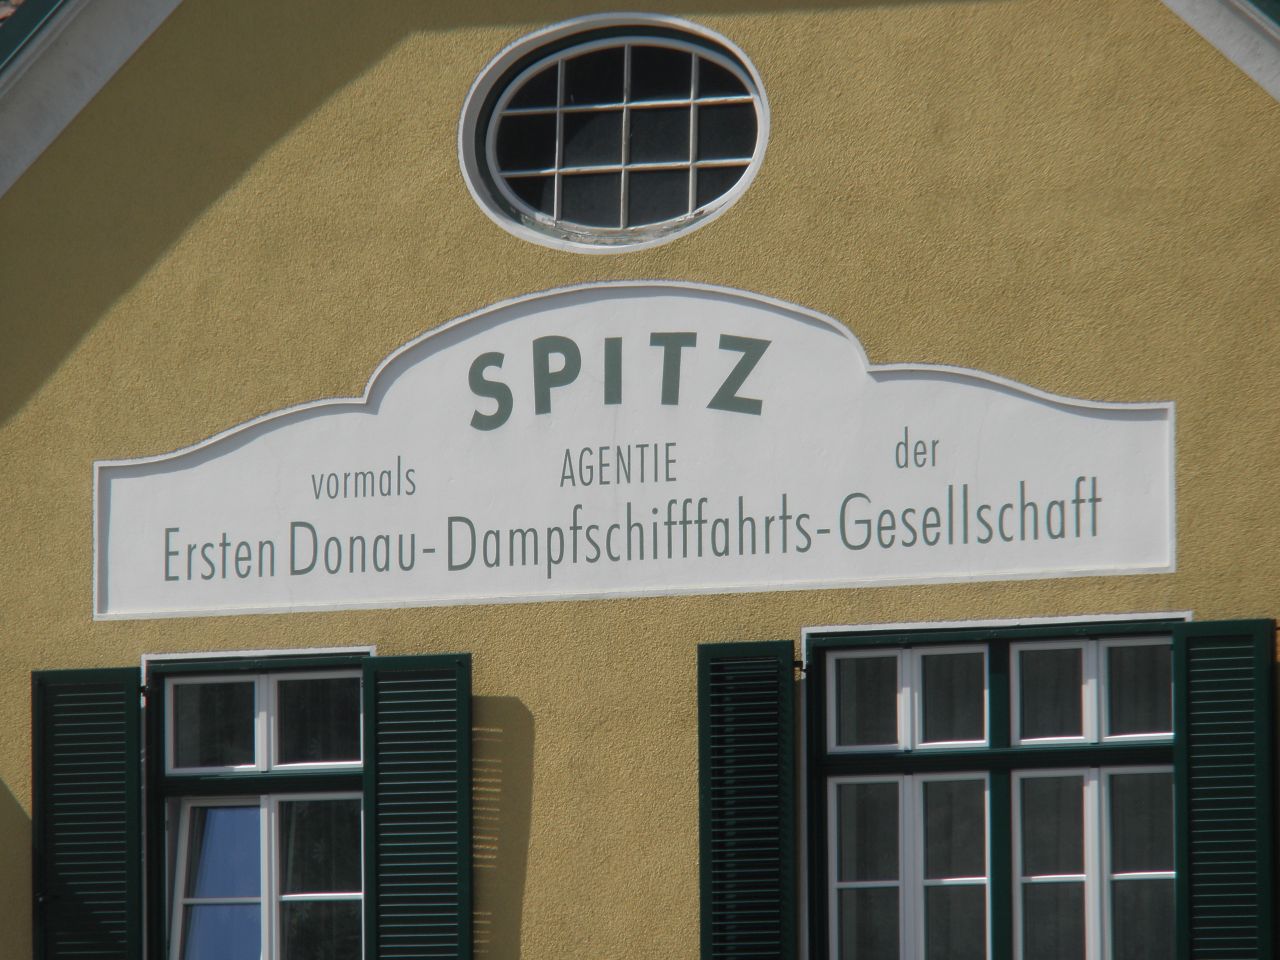 SPITZ
vormals AGENTIE der
Ersten Donau-Dampfschifffahrts-Gesellschaft